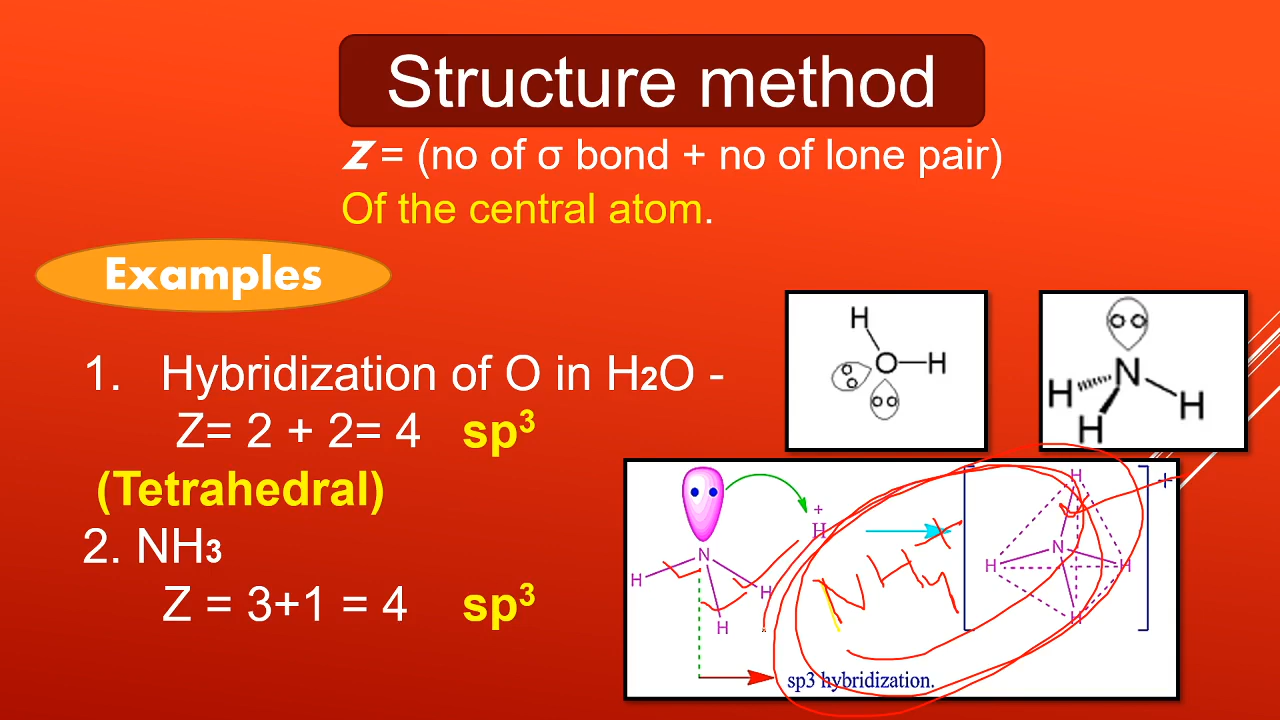 Structure method
Z = (no of σ bond + no of lone pair)
Of the central atom.
Examples
1. Hybridization of O in H₂O -
Z= 2 + 2= 4 sp³
(Tetrahedral)
2. NH₃
Z = 3+1 = 4 sp³
H
O H
N
H
H
H
N
H
H
H
+
H
NH4+
H
N
H
H
H
+
sp3 hybridization.